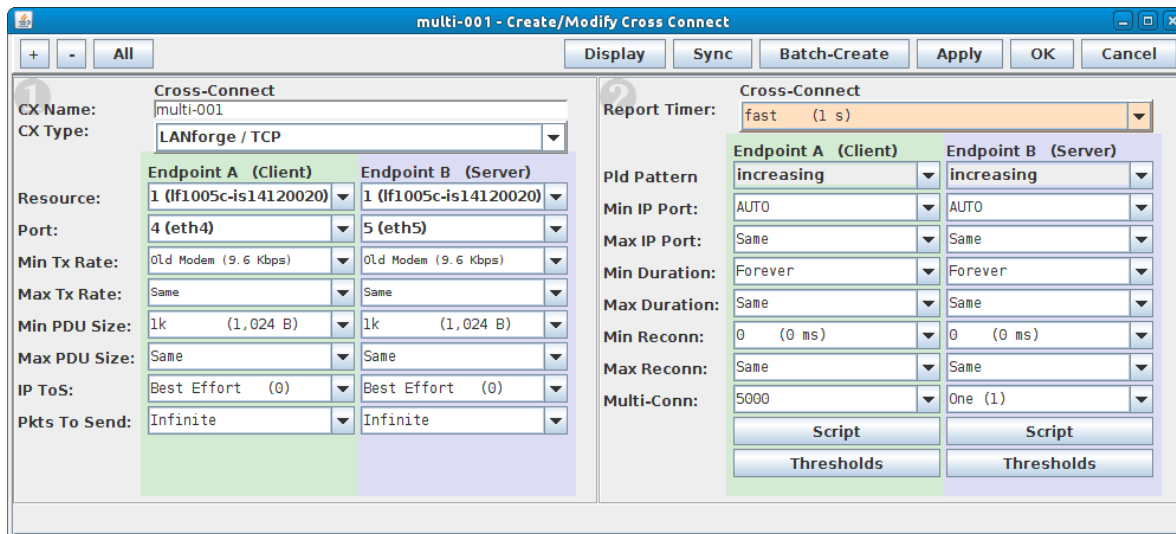 multi-001 - Create/Modify Cross Connect
+ - All Display Sync Batch-Create Apply OK Cancel
1
Cross-Connect
CX Name: multi-001
CX Type: LANforge / TCP
Endpoint A (Client) Endpoint B (Server)
Resource: 1 (lf1005c-is14120020) 1 (lf1005c-is14120020)
Port: 4 (eth4) 5 (eth5)
Min Tx Rate: Old Modem (9.6 Kbps) Old Modem (9.6 Kbps)
Max Tx Rate: Same Same
Min PDU Size: 1k (1,024 B) 1k (1,024 B)
Max PDU Size: Same Same
IP ToS: Best Effort (0) Best Effort (0)
Pkts To Send: Infinite Infinite
2
Cross-Connect
Report Timer: fast (1 s)
Endpoint A (Client) Endpoint B (Server)
Pld Pattern increasing increasing
Min IP Port: AUTO AUTO
Max IP Port: Same Same
Min Duration: Forever Forever
Max Duration: Same Same
Min Reconn: 0 (0 ms) 0 (0 ms)
Max Reconn: Same Same
Multi-Conn: 5000 One (1)
Script Script
Thresholds Thresholds